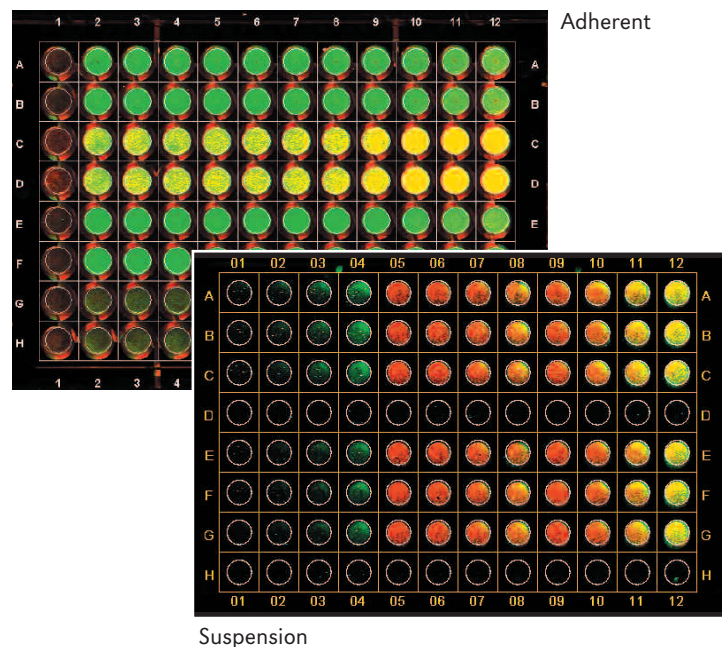 Adherent
1 2 3 4 5 6 7 8 9 10 11 12
A A
B B
C C
D D
E E
F
G
H
1 2 3 4
01 02 03 04 05 06 07 08 09 10 11 12
A A
B B
C C
D D
E E
F F
G G
H H
01 02 03 04 05 06 07 08 09 10 11 12
Suspension